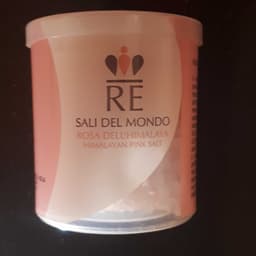 RE
SALI DEL MONDO
ROSA DELL'HIMALAYA
HIMALAYAN PINK SALT